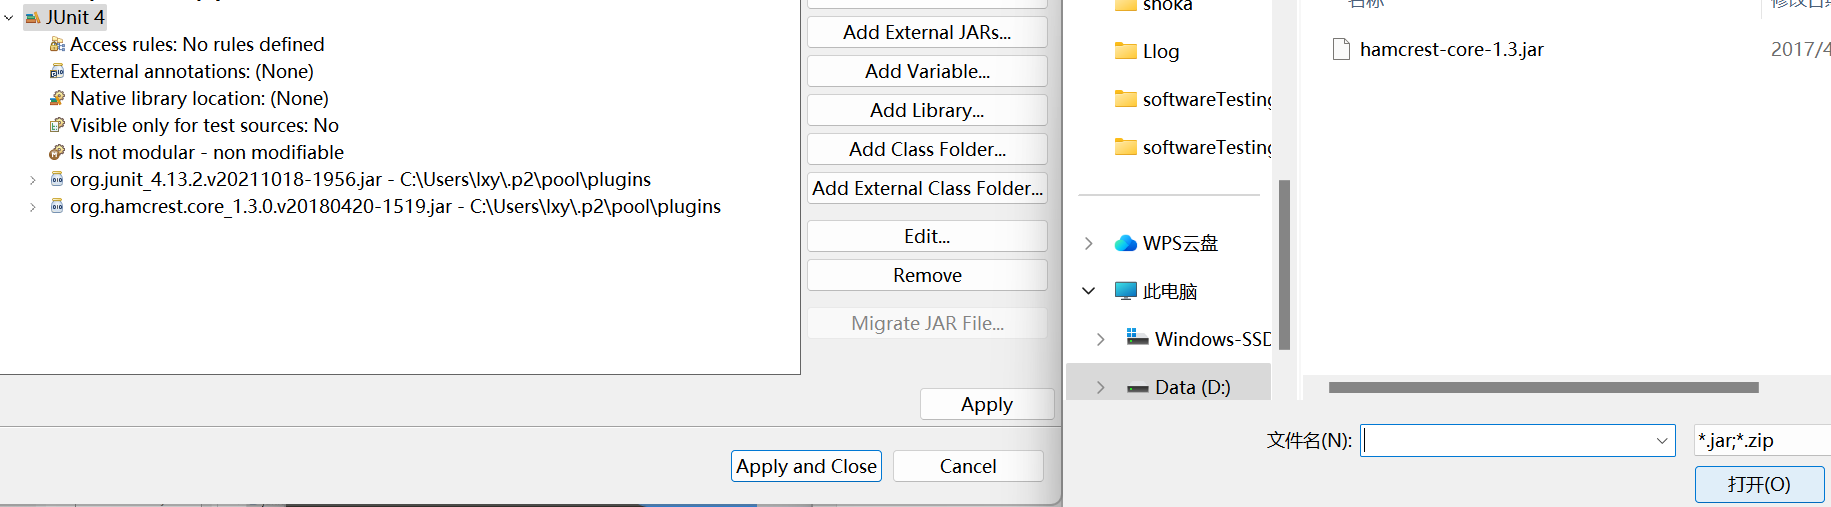 JUnit 4
Access rules: No rules defined
External annotations: (None)
Native library location: (None)
Visible only for test sources: No
Is not modular - non modifiable
org.junit_4.13.2.v20211018-1956.jar - C:\Users\lxy\.p2\pool\plugins
org.hamcrest.core_1.3.0.v20180420-1519.jar - C:\Users\lxy\.p2\pool\plugins
Add External JARs...
Add Variable...
Add Library...
Add Class Folder...
Add External Class Folder...
Edit...
Remove
Migrate JAR File...
Apply
Apply and Close
Cancel
shoka
Llog
softwareTesting
softwareTesting
WPS云盘
此电脑
Windows-SSD
Data (D:)
名称
修改日
hamcrest-core-1.3.jar
2017/4
文件名(N):
*.jar;*.zip
打开(O)